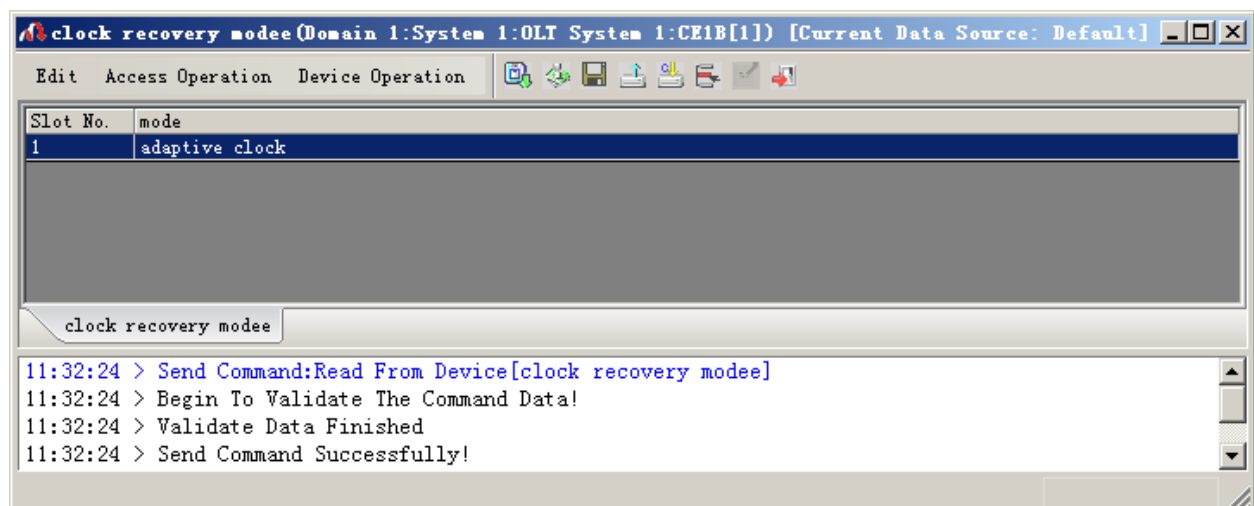 clock recovery modee(Domain 1:System 1:OLT System 1:CE1B[1]) [Current Data Source: Default]
Edit Access Operation Device Operation
Slot No. mode
1 adaptive clock
clock recovery modee
11:32:24 > Send Command:Read From Device[clock recovery modee]
11:32:24 > Begin To Validate The Command Data!
11:32:24 > Validate Data Finished
11:32:24 > Send Command Successfully!